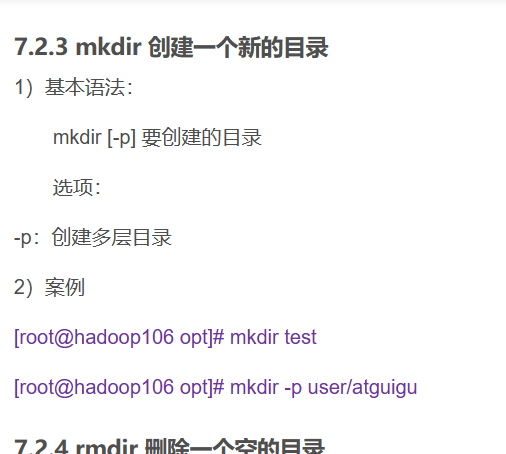 7.2.3 mkdir 创建一个新的目录
1）基本语法：
mkdir [-p] 要创建的目录
选项：
-p：创建多层目录
2）案例
[root@hadoop106 opt]# mkdir test
[root@hadoop106 opt]# mkdir -p user/atguigu
7.2.4 rmdir 删除一个空的目录